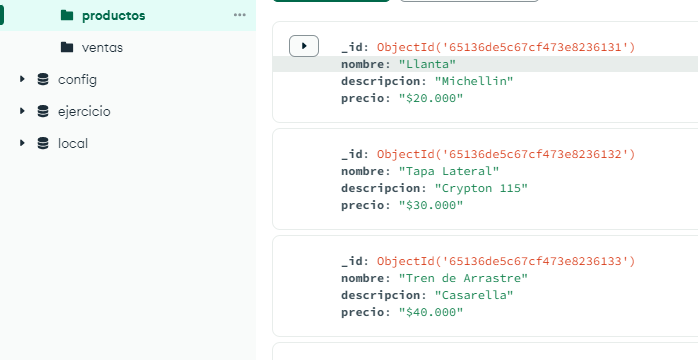 productos
ventas
config
ejercicio
local
_id: ObjectId('65136de5c67cf473e8236131')
nombre: "Llanta"
descripcion: "Michellin"
precio: "$20.000"
_id: ObjectId('65136de5c67cf473e8236132')
nombre: "Tapa Lateral"
descripcion: "Crypton 115"
precio: "$30.000"
_id: ObjectId('65136de5c67cf473e8236133')
nombre: "Tren de Arrastre"
descripcion: "Casarella"
precio: "$40.000"